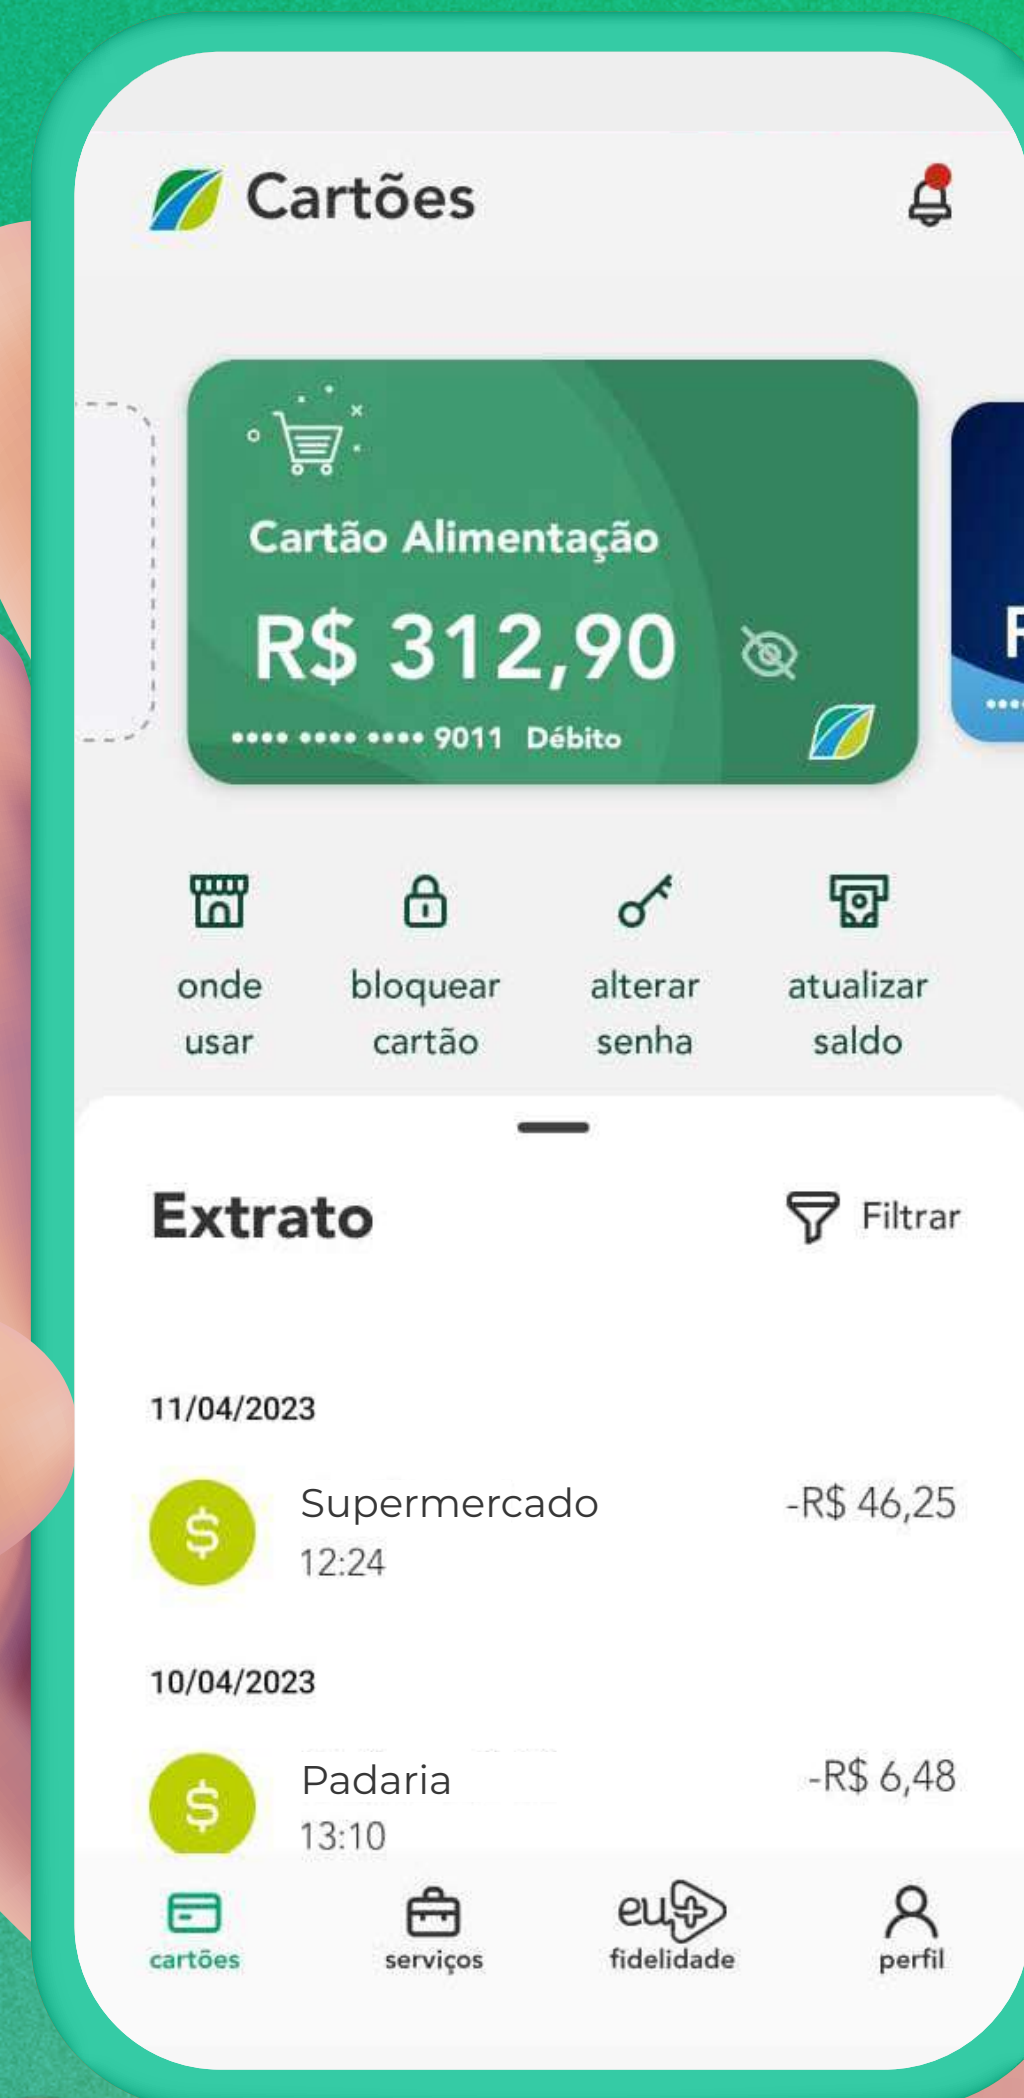 Cartões
Cartão Alimentação
R$ 312,90
•••• •••• •••• 9011 Débito
onde usar
bloquear cartão
alterar senha
atualizar saldo
Extrato
Filtrar
11/04/2023
Supermercado
-R$ 46,25
12:24
10/04/2023
Padaria
-R$ 6,48
13:10
cartões
serviços
eu+
fidelidade
perfil